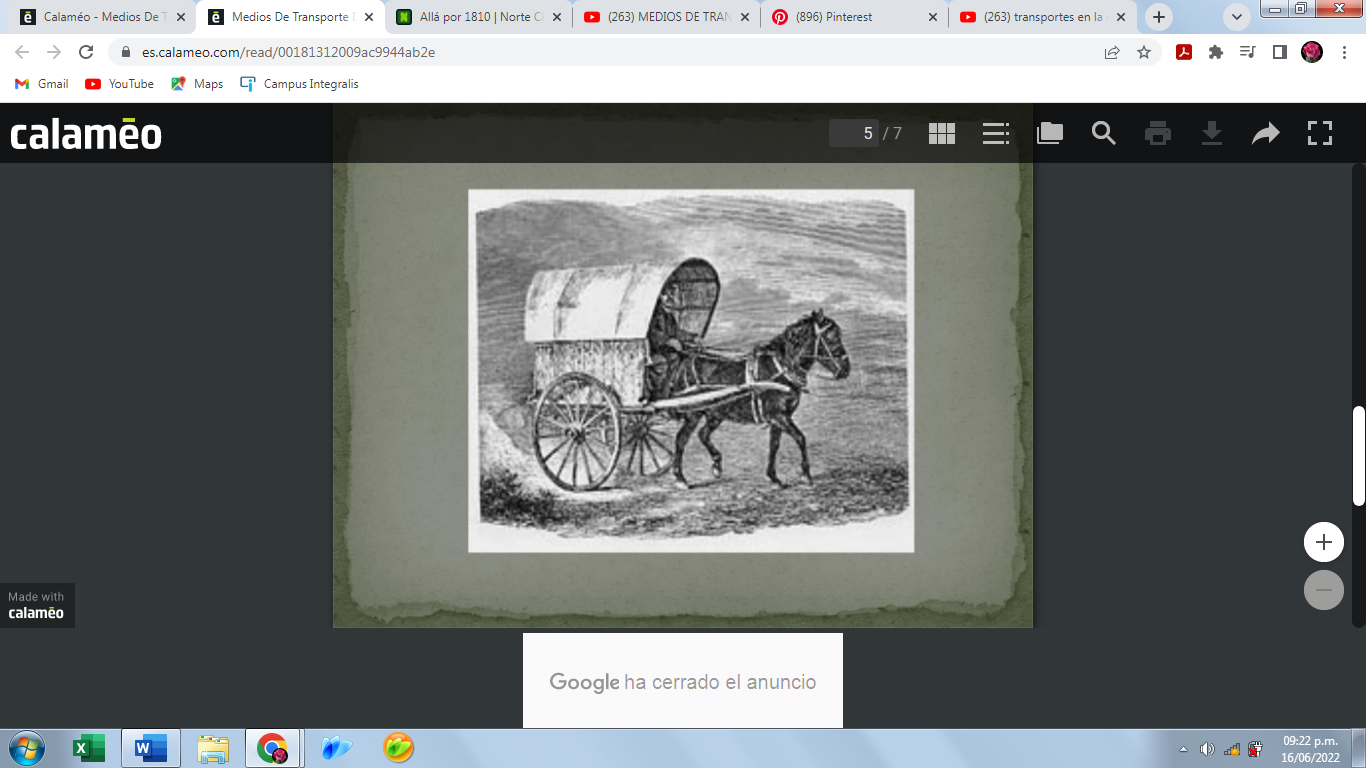 Calaméo - Medios De T
Medios De Transporte D
Allá por 1810 | Norte C
(263) MEDIOS DE TRAN
(896) Pinterest
(263) transportes en la
es.calameo.com/read/00181312009ac9944ab2e
Gmail
YouTube
Maps
Campus Integralis
calamēo
5 / 7
Made with
calamēo
Google ha cerrado el anuncio
09:22 p.m.
16/06/2022